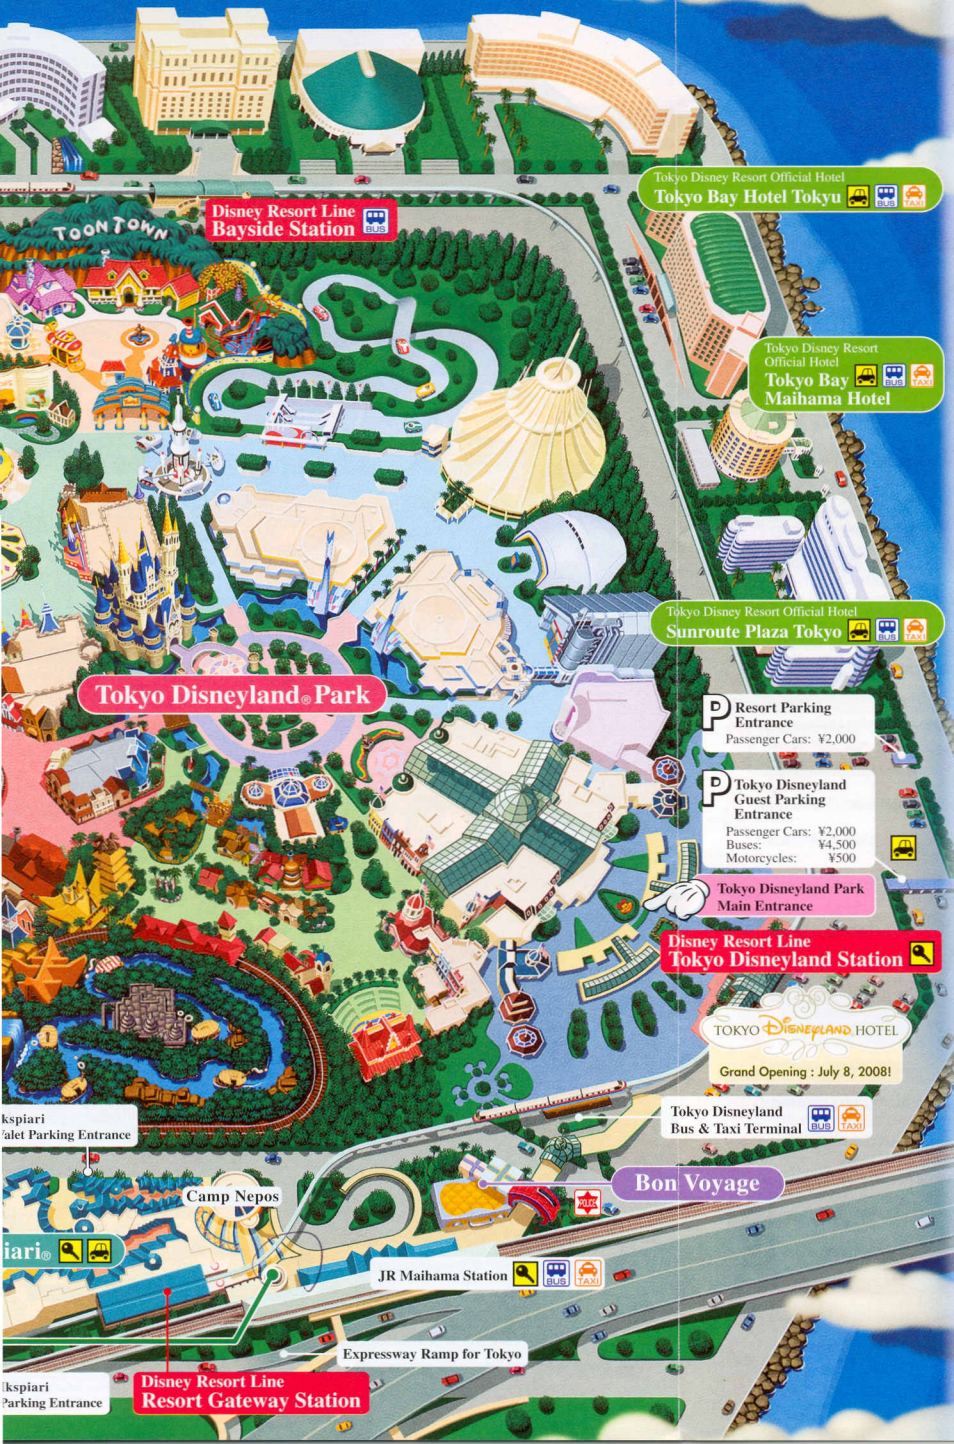 Tokyo Disney Resort Official Hotel
Tokyo Bay Hotel Tokyu
BUS
TAXI
Disney Resort Line
Bayside Station
BUS
TOONTOWN
Tokyo Disney Resort
Official Hotel
Tokyo Bay
Maihama Hotel
BUS
TAXI
Tokyo Disney Resort Official Hotel
Sunroute Plaza Tokyo
BUS
TAXI
Tokyo Disneyland® Park
P Resort Parking
Entrance
Passenger Cars: ¥2,000
P Tokyo Disneyland
Guest Parking
Entrance
Passenger Cars: ¥2,000
Buses: ¥4,500
Motorcycles: ¥500
Tokyo Disneyland Park
Main Entrance
Disney Resort Line
Tokyo Disneyland Station
TOKYO DISNEYLAND HOTEL
Grand Opening : July 8, 2008!
kspiari
Valet Parking Entrance
Tokyo Disneyland
Bus & Taxi Terminal
BUS
TAXI
Camp Nepos
Bon Voyage
POLICE
iari®
JR Maihama Station
BUS
TAXI
Expressway Ramp for Tokyo
Ikspiari
Parking Entrance
Disney Resort Line
Resort Gateway Station